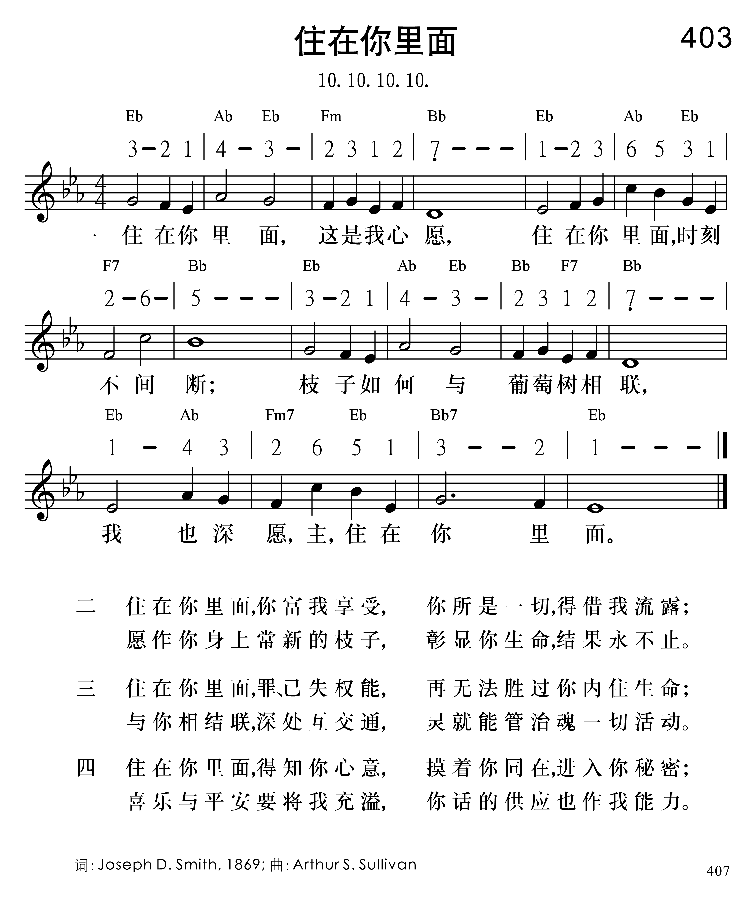 住在你里面 403
10. 10. 10. 10.
Eb Ab Eb Fm Bb Eb Ab Eb
3 – 2 1 | 4 – 3 – | 2 3 1 2 | 7 – – – | 1 – 2 3 | 6 5 3 1
4 4
住 在 你 里 面, 这 是 我 心 愿, 住 在 你 里 面, 时 刻
F7 Bb Eb Ab Eb Bb F7 Bb
2 – 6 – | 5 – – – | 3 – 2 1 | 4 – 3 – | 2 3 1 2 | 7 – – – |
不 间 断; 枝 子 如 何 与 葡 萄 树 相 联,
Eb Ab Fm7 Eb Bb7 Eb
1 – 4 3 | 2 6 5 1 | 3 – – 2 | 1 – – – ‖
我 也 深 愿, 主, 住 在 你 里 面。
二 住在你里面,你富我享受, 你所是一切,得借我流露;
愿作你身上常新的枝子, 彰显你生命,结果永不止。
三 住在你里面,罪、己失权能, 再无法胜过你内住生命;
与你相结联,深处互交通, 灵就能管治魂一切活动。
四 住在你里面,得知你心意, 摸着你同在,进入你秘密;
喜乐与平安要将我充溢, 你话的供应也作我能力。
词: Joseph D. Smith, 1869; 曲: Arthur S. Sullivan
407